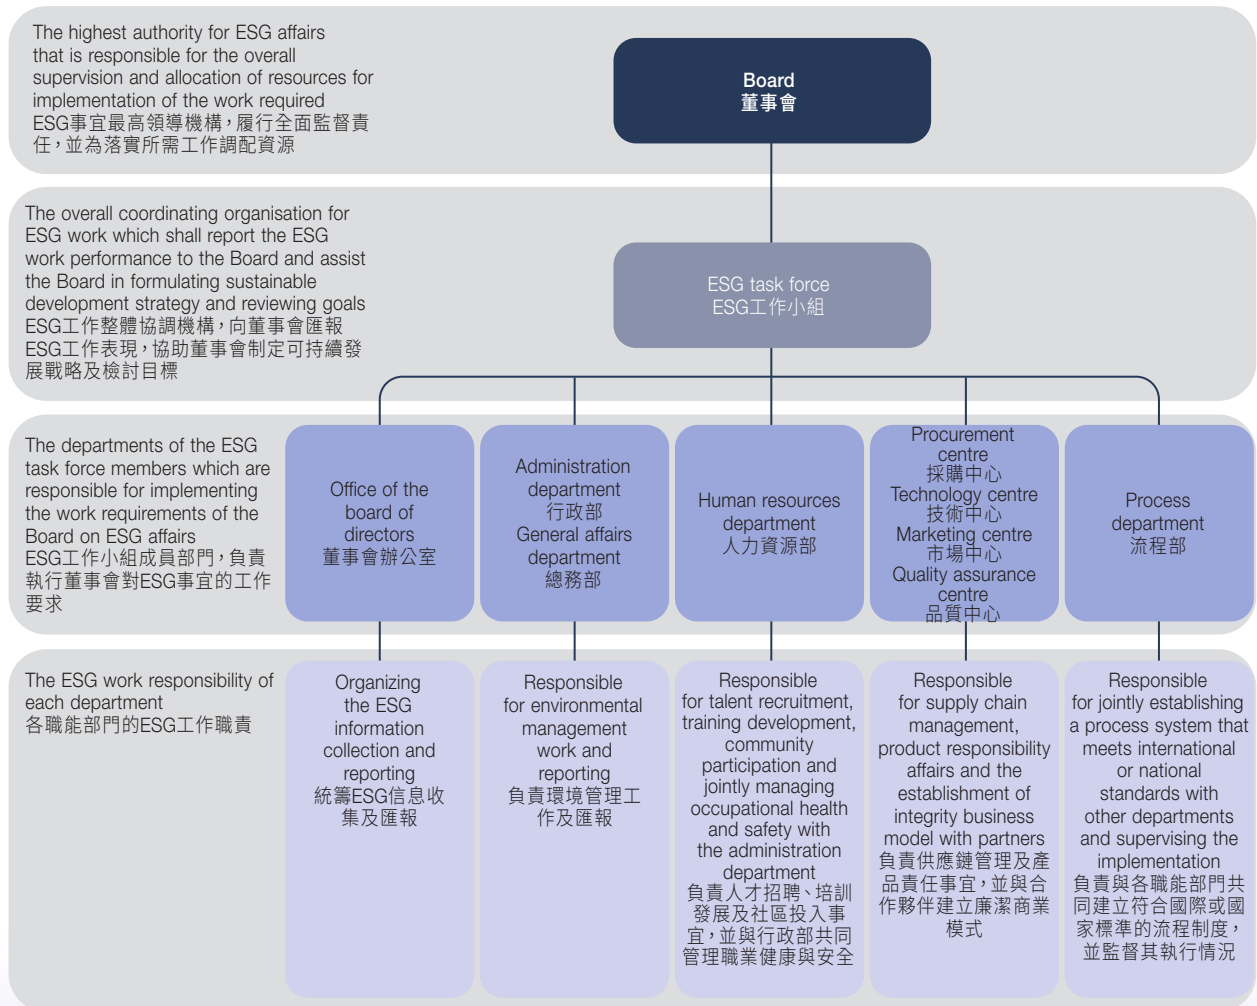 The highest authority for ESG affairs
that is responsible for the overall
supervision and allocation of resources for
implementation of the work required
ESG事宜最高領導機構，履行全面監督責
任，並為落實所需工作調配資源
Board
董事會
The overall coordinating organisation for
ESG work which shall report the ESG
work performance to the Board and assist
the Board in formulating sustainable
development strategy and reviewing goals
ESG工作整體協調機構，向董事會匯報
ESG工作表現，協助董事會制定可持續發
展戰略及檢討目標
ESG task force
ESG工作小組
The departments of the ESG
task force members which are
responsible for implementing
the work requirements of the
Board on ESG affairs
ESG工作小組成員部門，負責
執行董事會對ESG事宜的工作
要求
Office of the
board of
directors
董事會辦公室
Administration
department
行政部
General affairs
department
總務部
Human resources
department
人力資源部
Procurement
centre
採購中心
Technology centre
技術中心
Marketing centre
市場中心
Quality assurance
centre
品質中心
Process
department
流程部
The ESG work responsibility of
each department
各職能部門的ESG工作職責
Organizing
the ESG
information
collection and
reporting
統籌ESG信息收
集及匯報
Responsible
for environmental
management
work and
reporting
負責環境管理工
作及匯報
Responsible
for talent recruitment,
training development,
community
participation and
jointly managing
occupational health
and safety with
the administration
department
負責人才招聘、培訓
發展及社區投入事
宜，並與行政部共同
管理職業健康與安全
Responsible
for supply chain
management,
product responsibility
affairs and the
establishment of
integrity business
model with partners
負責供應鏈管理及產
品責任事宜，並與合
作夥伴建立廉潔商業
模式
Responsible
for jointly establishing
a process system that
meets international
or national
standards with
other departments
and supervising the
implementation
負責與各職能部門共
同建立符合國際或國
家標準的流程制度，
並監督其執行情況